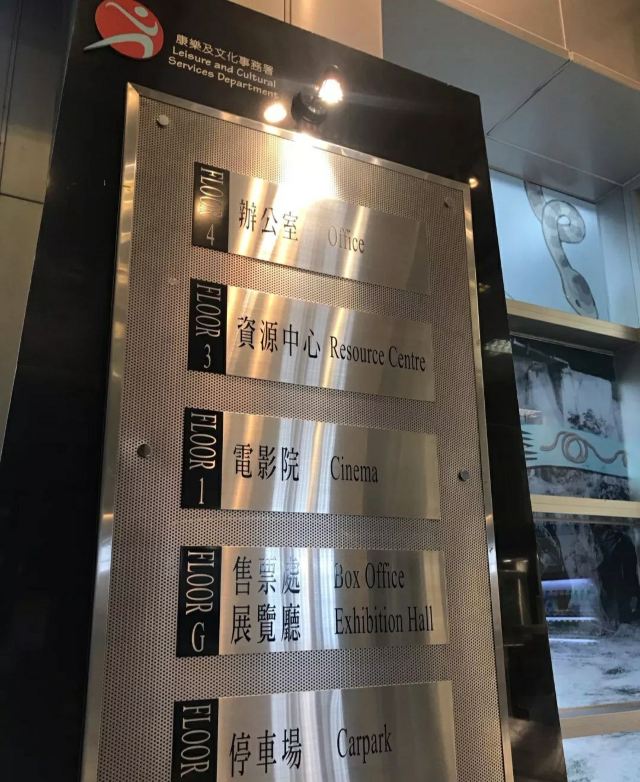 康樂及文化事務署
Leisure and Cultural
Services Department
FLOOR 4 辦公室 Office
FLOOR 3 資源中心 Resource Centre
FLOOR 1 電影院 Cinema
FLOOR G 售票處 Box Office
展覽廳 Exhibition Hall
FLOOR 停車場 Carpark